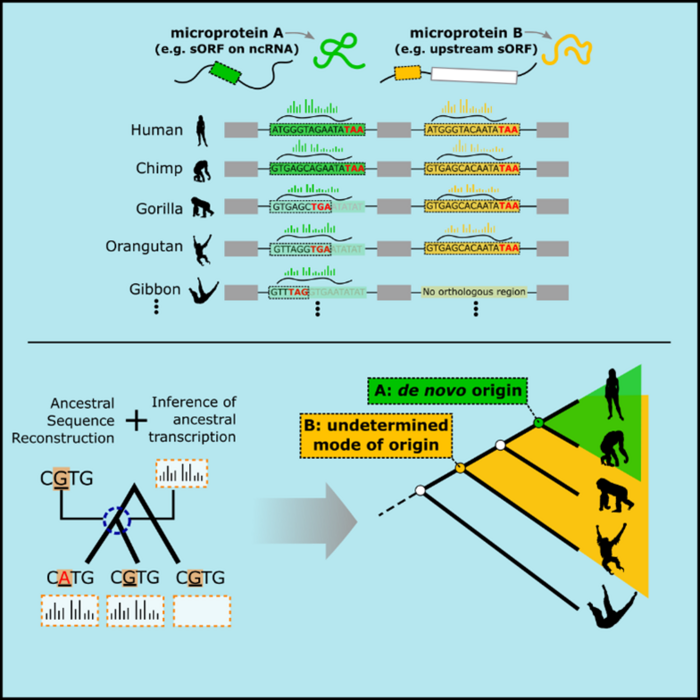 microprotein A
(e.g. sORF on ncRNA)
microprotein B
(e.g. upstream sORF)
Human
ATGGGTAGAATATAA
ATGGGTACAATATAA
Chimp
GTGAGCAGAATATAA
GTGAGCACAATATAA
Gorilla
GTGAGCTGAATATAT
GTGAGCACAATATAA
Orangutan
GTTAGGTGAATATAT
GTGAGCACAATATAA
Gibbon
GTTTAGGTGAATATAT
No orthologous region
Ancestral
Sequence
Reconstruction
+
Inference of
ancestral
transcription
CGTG
CATG
CGTG
CGTG
A: de novo origin
B: undetermined
mode of origin